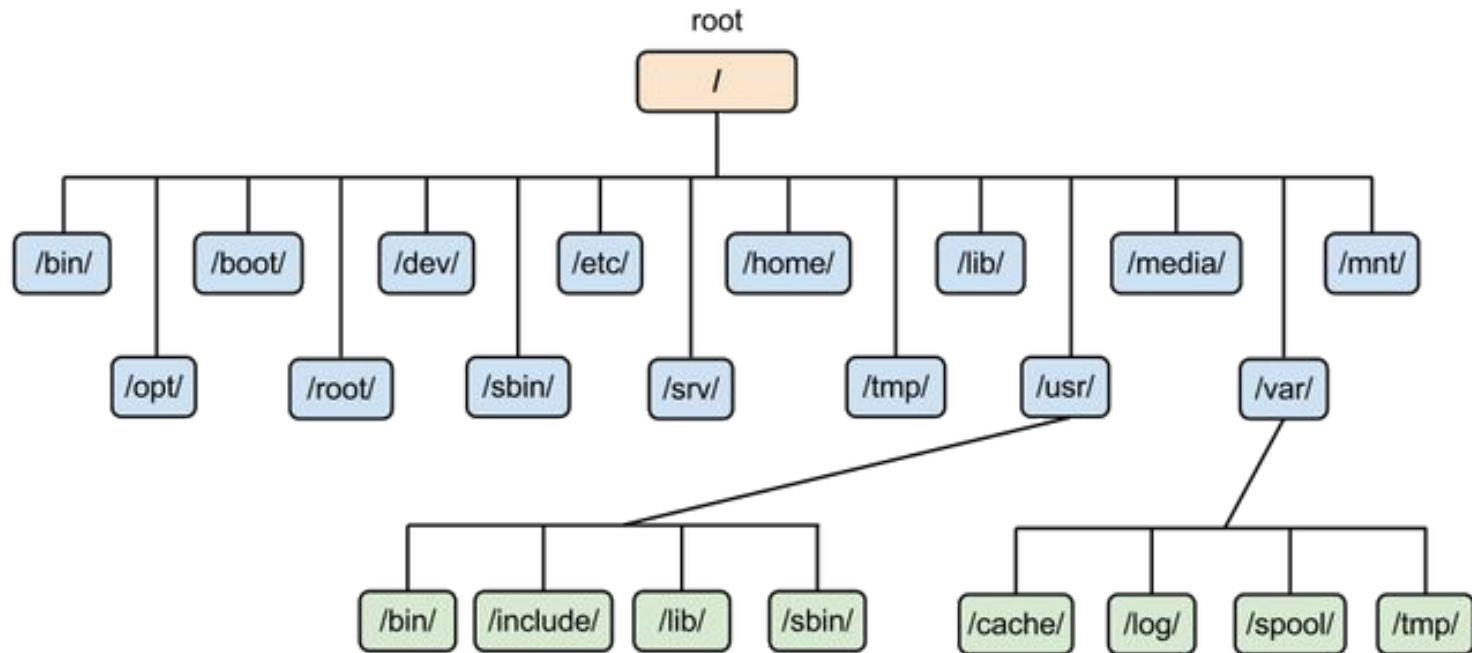 root
/
/bin/
/boot/
/dev/
/etc/
/home/
/lib/
/media/
/mnt/
/opt/
/root/
/sbin/
/srv/
/tmp/
/usr/
/var/
/bin/
/include/
/lib/
/sbin/
/cache/
/log/
/spool/
/tmp/